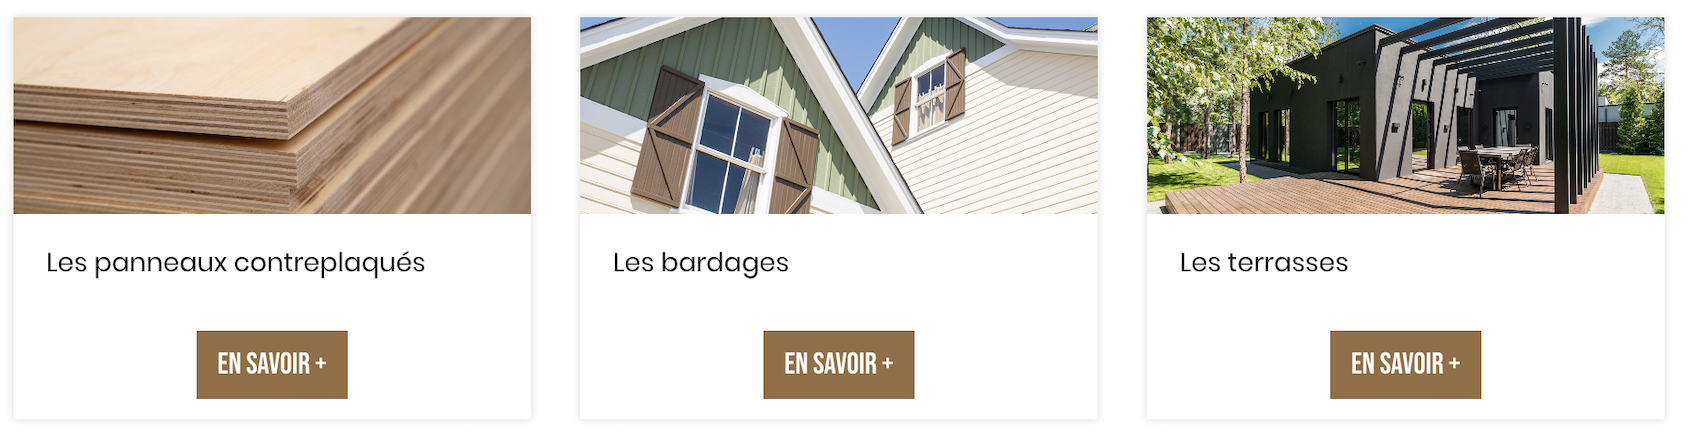 Les panneaux contreplaqués
EN SAVOIR +
Les bardages
EN SAVOIR +
Les terrasses
EN SAVOIR +